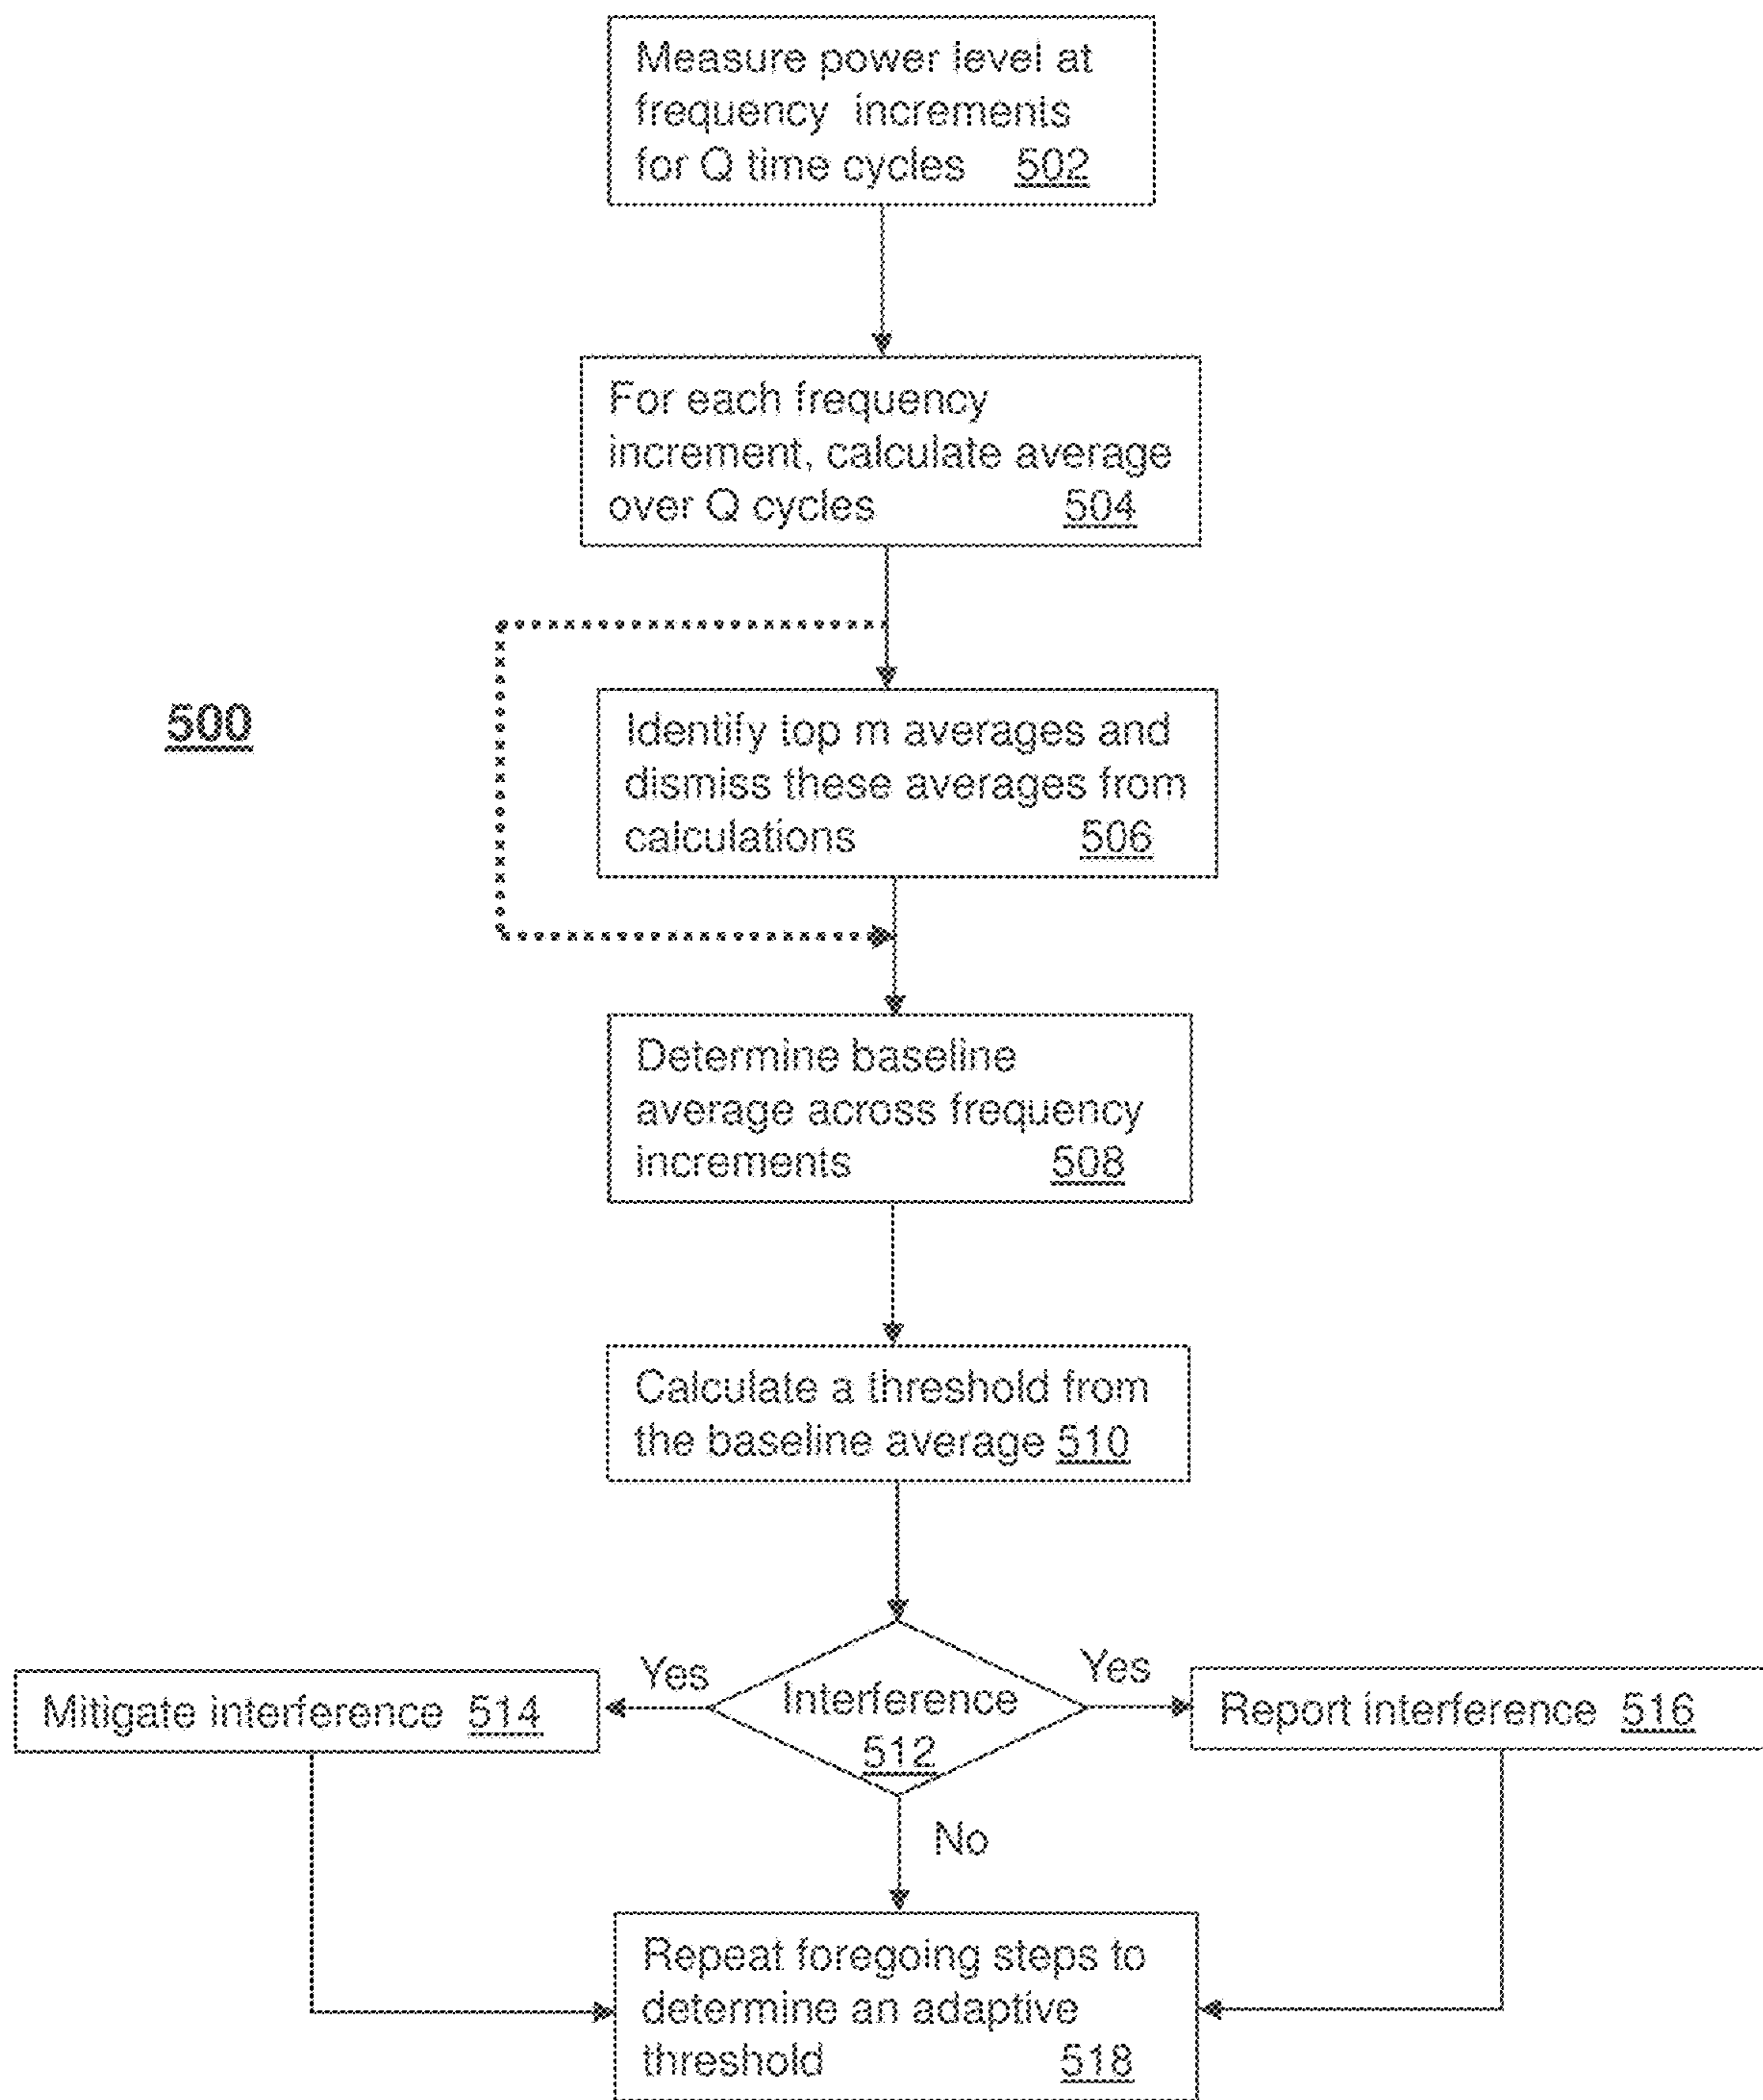 Measure power level at
frequency increments
for Q time cycles 502
For each frequency
increment, calculate average
over Q cycles 504
500
Identify top m averages and
dismiss these averages from
calculations 506
Determine baseline
average across frequency
increments 508
Calculate a threshold from
the baseline average 510
Yes
Yes
Mitigate interference 514
Interference
512
Report interference 516
No
Repeat foregoing steps to
determine an adaptive
threshold 518